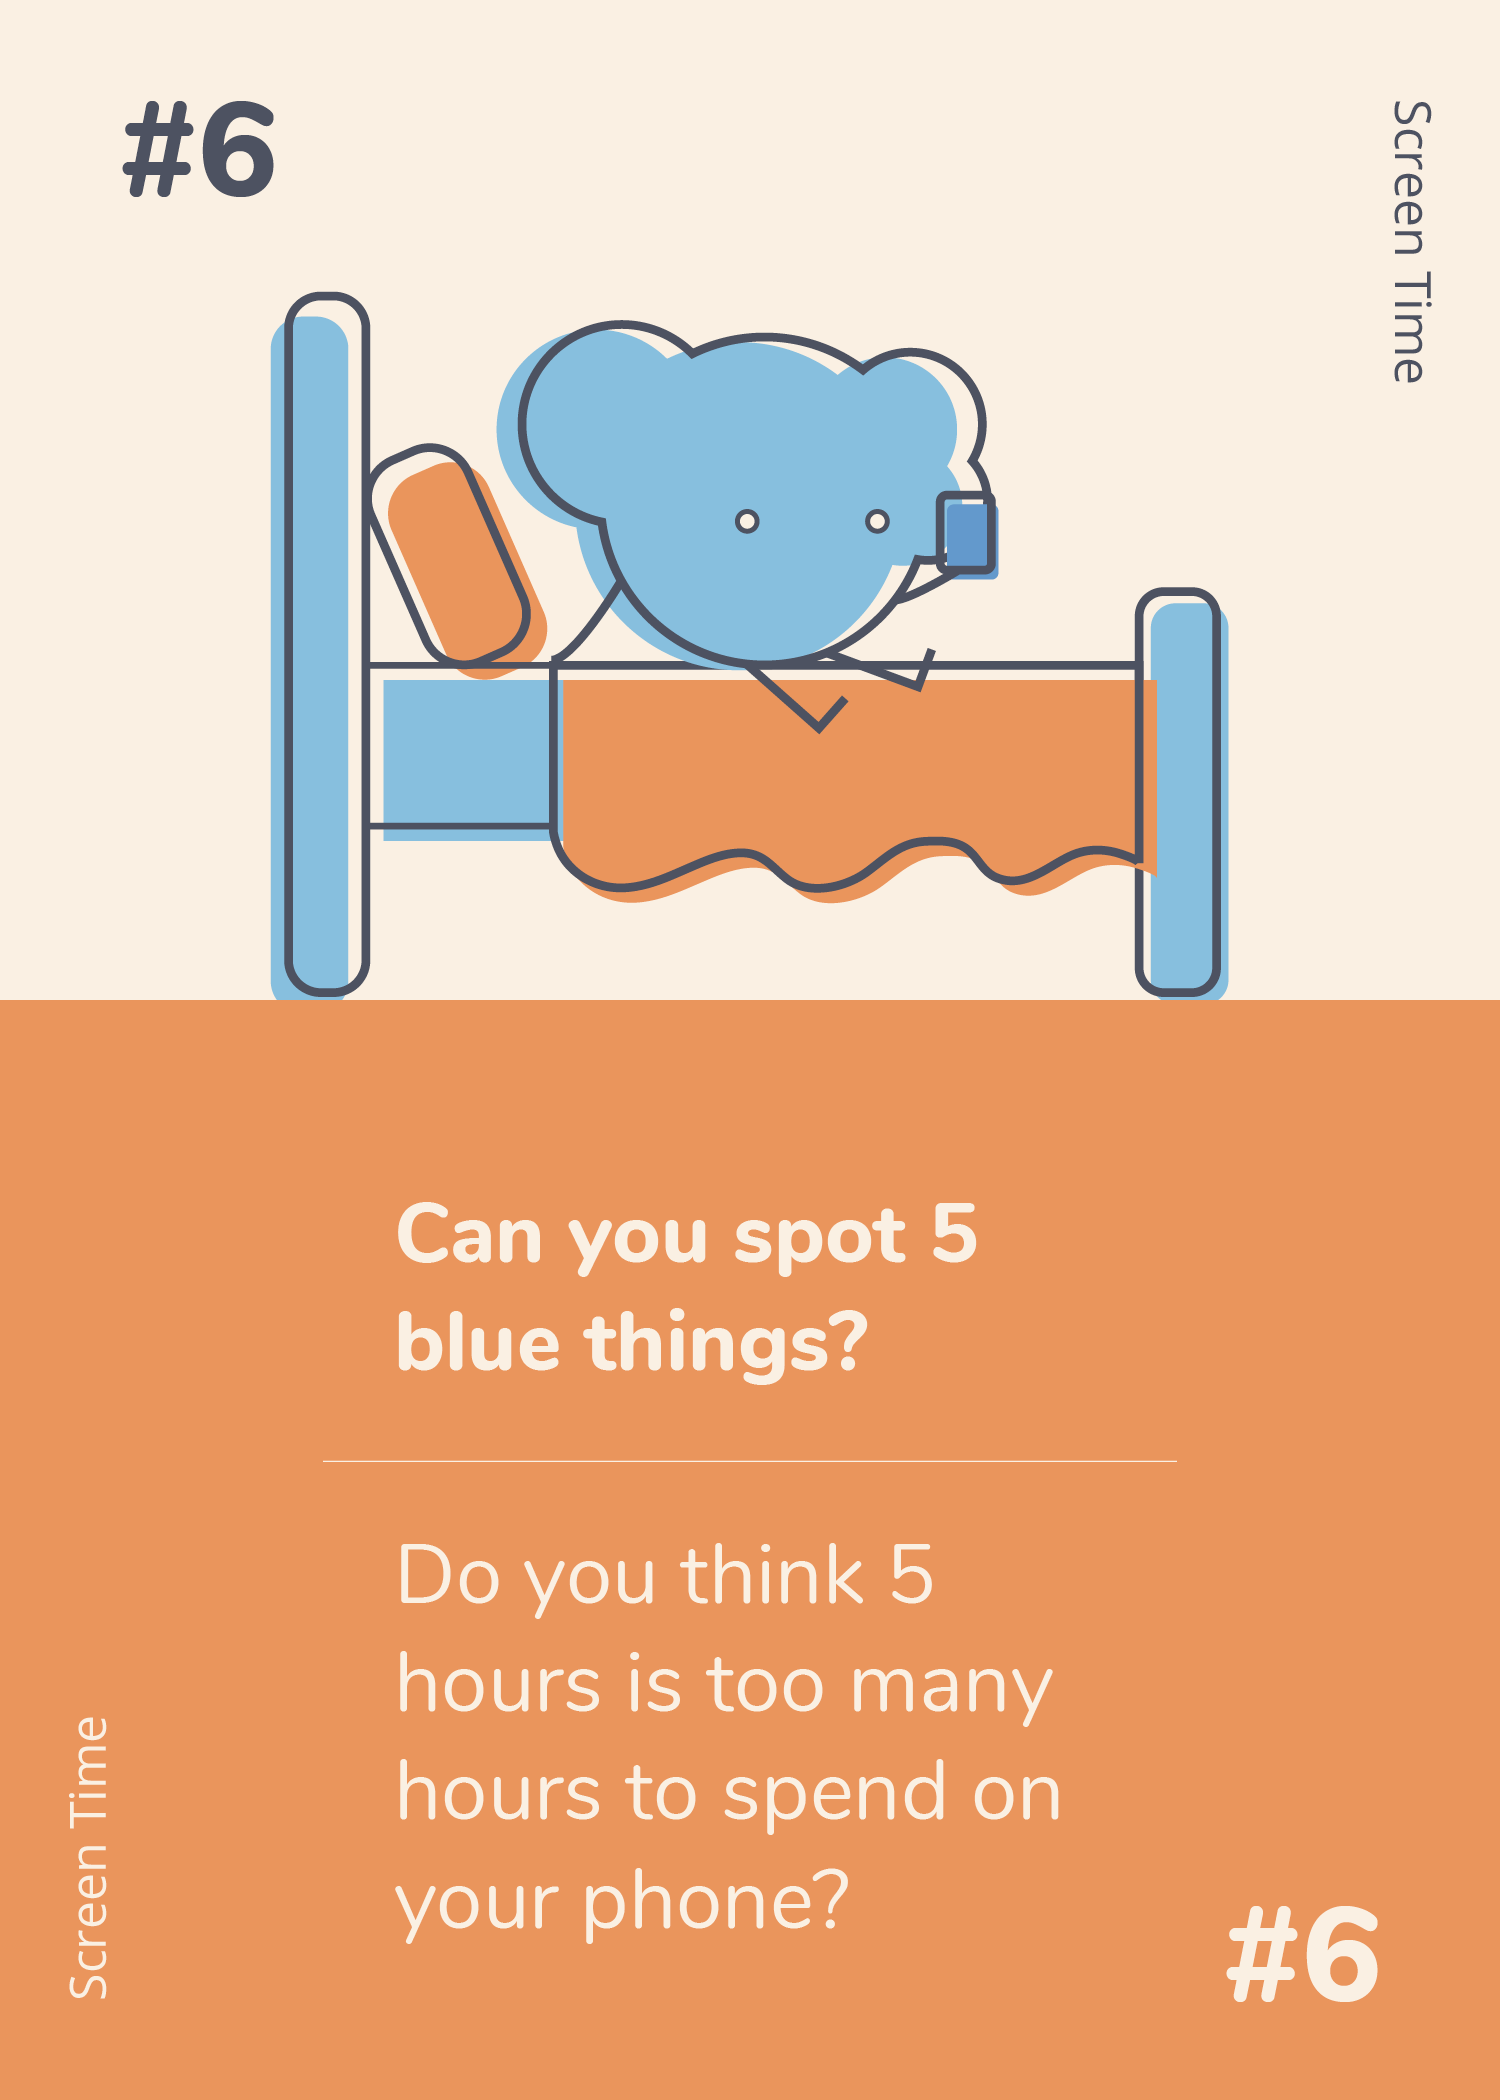 #6
Screen Time
Can you spot 5
blue things?
Do you think 5
hours is too many
hours to spend on
your phone?
Screen Time
#6